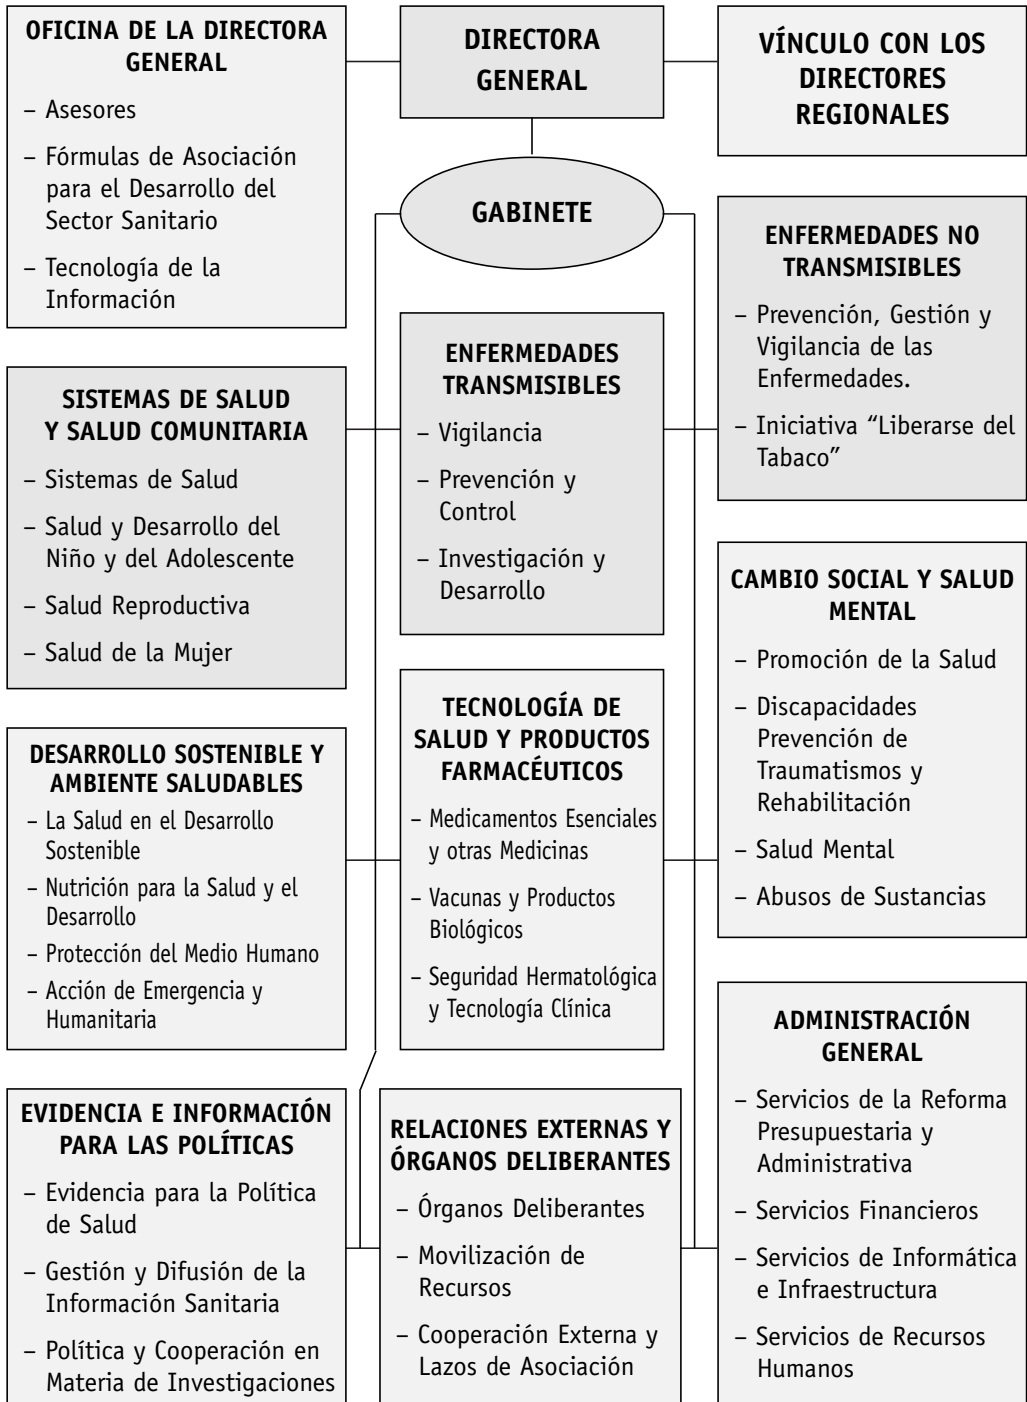 OFICINA DE LA DIRECTORA
GENERAL
– Asesores
– Fórmulas de Asociación
para el Desarrollo del
Sector Sanitario
– Tecnología de la
Información
DIRECTORA
GENERAL
VÍNCULO CON LOS
DIRECTORES
REGIONALES
GABINETE
SISTEMAS DE SALUD
Y SALUD COMUNITARIA
– Sistemas de Salud
– Salud y Desarrollo del
Niño y del Adolescente
– Salud Reproductiva
– Salud de la Mujer
ENFERMEDADES
TRANSMISIBLES
– Vigilancia
– Prevención y
Control
– Investigación y
Desarrollo
ENFERMEDADES NO
TRANSMISIBLES
– Prevención, Gestión y
Vigilancia de las
Enfermedades.
– Iniciativa “Liberarse del
Tabaco”
DESARROLLO SOSTENIBLE Y
AMBIENTE SALUDABLES
– La Salud en el Desarrollo
Sostenible
– Nutrición para la Salud y el
Desarrollo
– Protección del Medio Humano
– Acción de Emergencia y
Humanitaria
TECNOLOGÍA DE
SALUD Y PRODUCTOS
FARMACÉUTICOS
– Medicamentos Esenciales
y otras Medicinas
– Vacunas y Productos
Biológicos
– Seguridad Hermatológica
y Tecnología Clínica
CAMBIO SOCIAL Y SALUD
MENTAL
– Promoción de la Salud
– Discapacidades
Prevención de
Traumatismos y
Rehabilitación
– Salud Mental
– Abusos de Sustancias
EVIDENCIA E INFORMACIÓN
PARA LAS POLÍTICAS
– Evidencia para la Política
de Salud
– Gestión y Difusión de la
Información Sanitaria
– Política y Cooperación en
Materia de Investigaciones
RELACIONES EXTERNAS Y
ÓRGANOS DELIBERANTES
– Órganos Deliberantes
– Movilización de
Recursos
– Cooperación Externa y
Lazos de Asociación
ADMINISTRACIÓN
GENERAL
– Servicios de la Reforma
Presupuestaria y
Administrativa
– Servicios Financieros
– Servicios de Informática
e Infraestructura
– Servicios de Recursos
Humanos